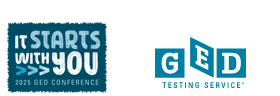 IT STARTS
WITH YOU
>>>
2025 GED CONFERENCE
GED
TESTING SERVICE®